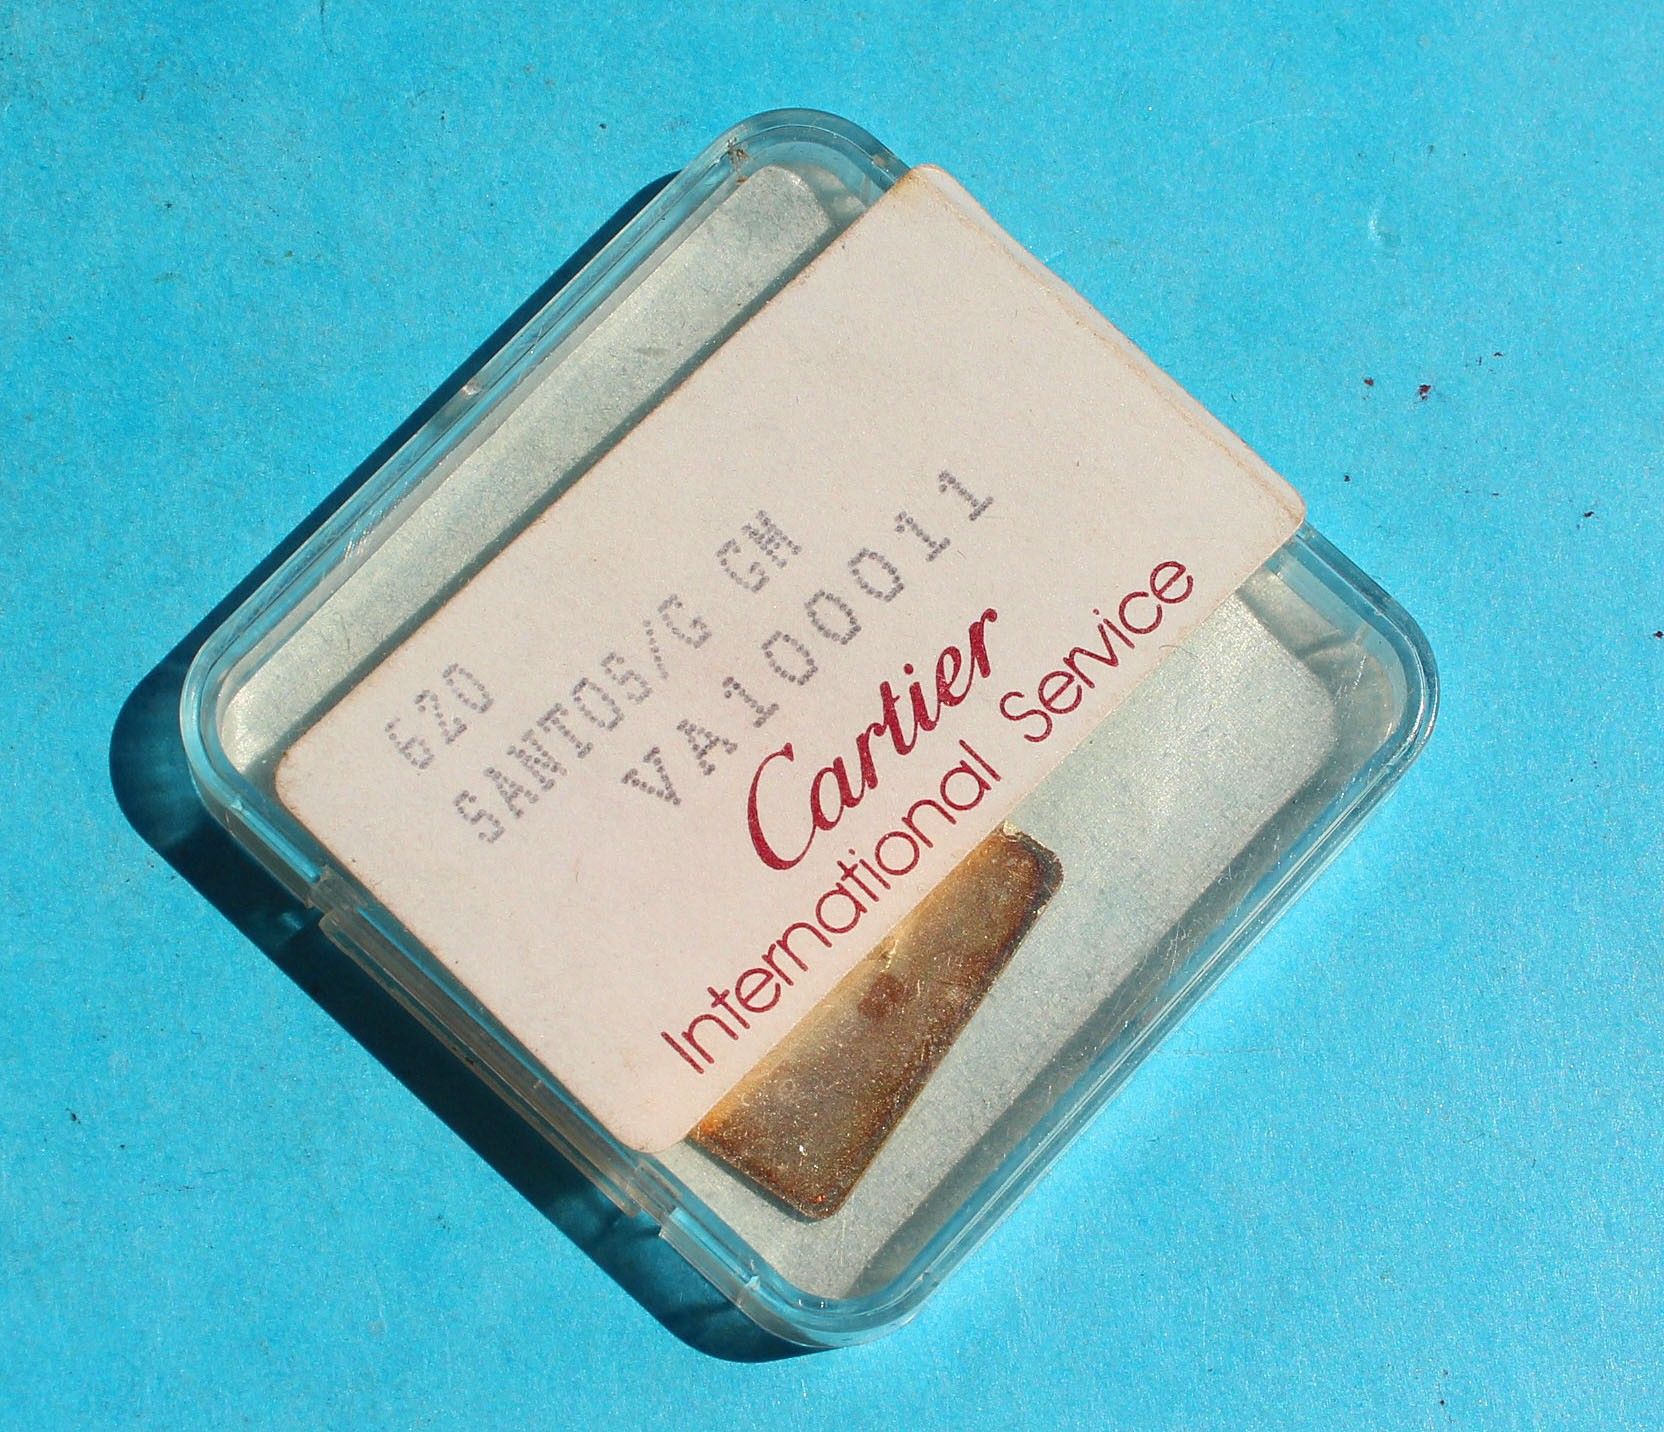 620
SANTOS/G GM
VA100011
Cartier
International Service